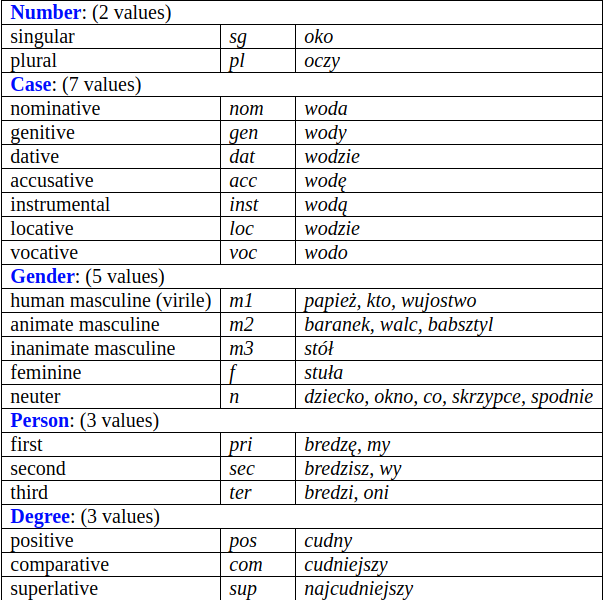 Number: (2 values)
singular sg oko
plural pl oczy
Case: (7 values)
nominative nom woda
genitive gen wody
dative dat wodzie
accusative acc wodę
instrumental inst wodą
locative loc wodzie
vocative voc wodo
Gender: (5 values)
human masculine (virile) m1 papież, kto, wujostwo
animate masculine m2 baranek, walc, babsztyl
inanimate masculine m3 stół
feminine f stuła
neuter n dziecko, okno, co, skrzypce, spodnie
Person: (3 values)
first pri bredzę, my
second sec bredzisz, wy
third ter bredzi, oni
Degree: (3 values)
positive pos cudny
comparative com cudniejszy
superlative sup najcudniejszy